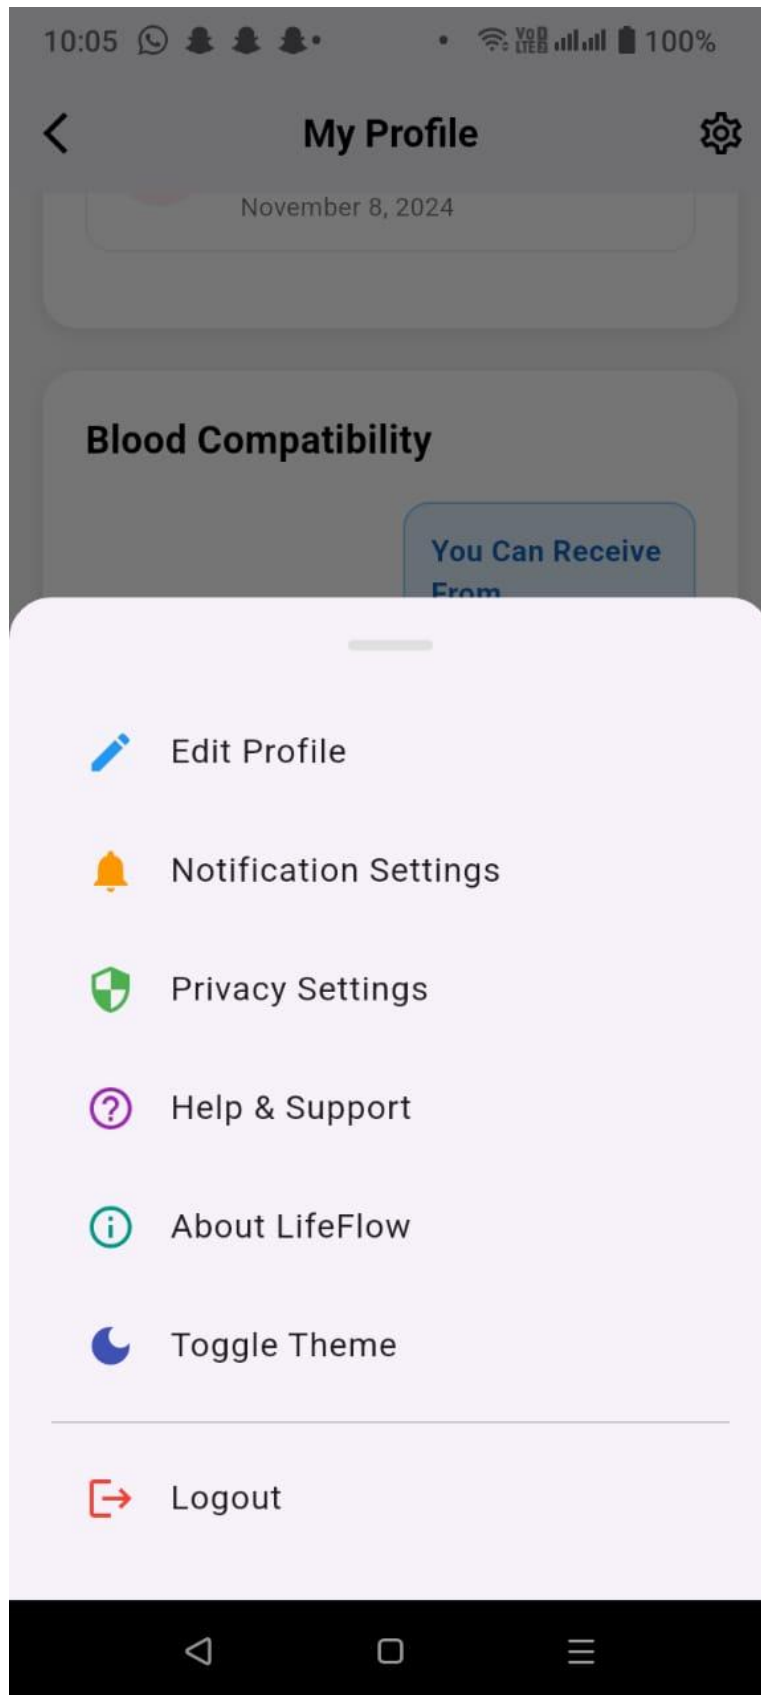 10:05 100%
My Profile
November 8, 2024
Blood Compatibility
You Can Receive
From
Edit Profile
Notification Settings
Privacy Settings
Help & Support
About LifeFlow
Toggle Theme
Logout